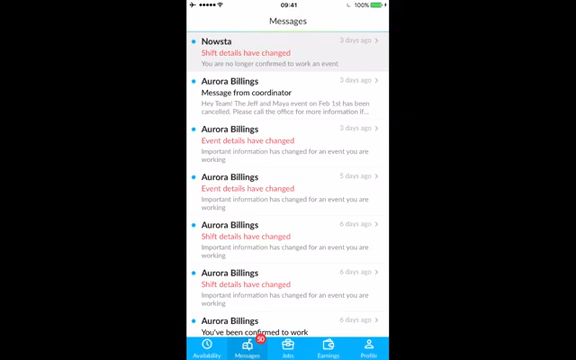 09:41
100%
Messages
Nowsta
3 days ago
Shift details have changed
You are no longer confirmed to work an event
Aurora Billings
3 days ago
Message from coordinator
Hey Team! The Jeff and Maya event on Feb 1st has been
cancelled. Please call the office for more information if...
Aurora Billings
3 days ago
Event details have changed
Important information has changed for an event you are
working
Aurora Billings
5 days ago
Event details have changed
Important information has changed for an event you are
working
Aurora Billings
6 days ago
Shift details have changed
Important information has changed for an event you are
working
Aurora Billings
6 days ago
Shift details have changed
Important information has changed for an event you are
working
Aurora Billings
6 days ago
You've been confirmed to work
50
Availability
Messages
Jobs
Earnings
Profile